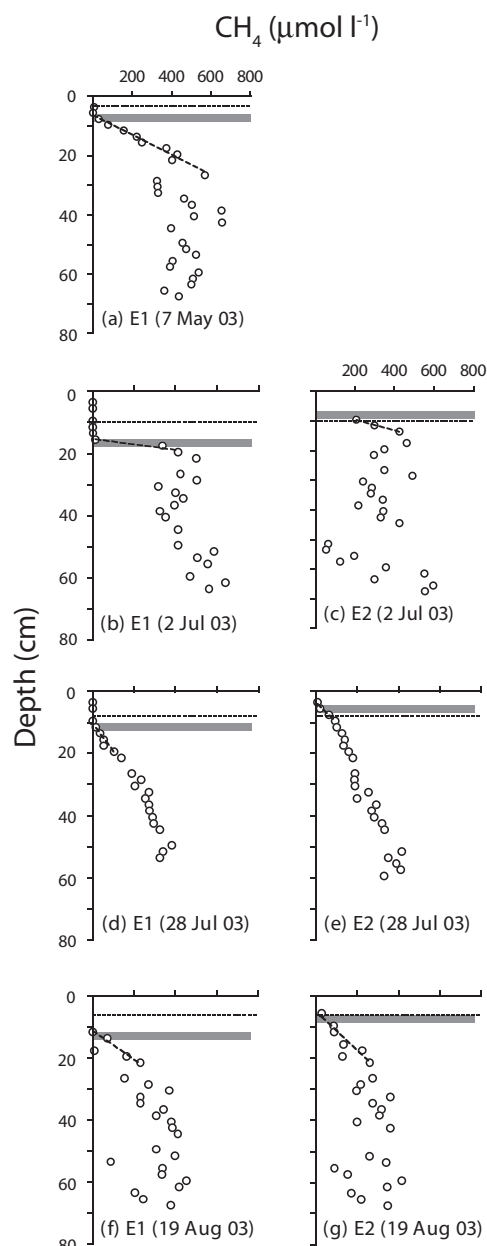 CH4 (μmol l-1)
200 400 600 800
0
20
40
60
80
(a) E1 (7 May 03)
0
20
40
60
80
(b) E1 (2 Jul 03)
200 400 600 800
(c) E2 (2 Jul 03)
Depth (cm)
0
20
40
60
80
(d) E1 (28 Jul 03)
(e) E2 (28 Jul 03)
0
20
40
60
80
(f) E1 (19 Aug 03)
(g) E2 (19 Aug 03)